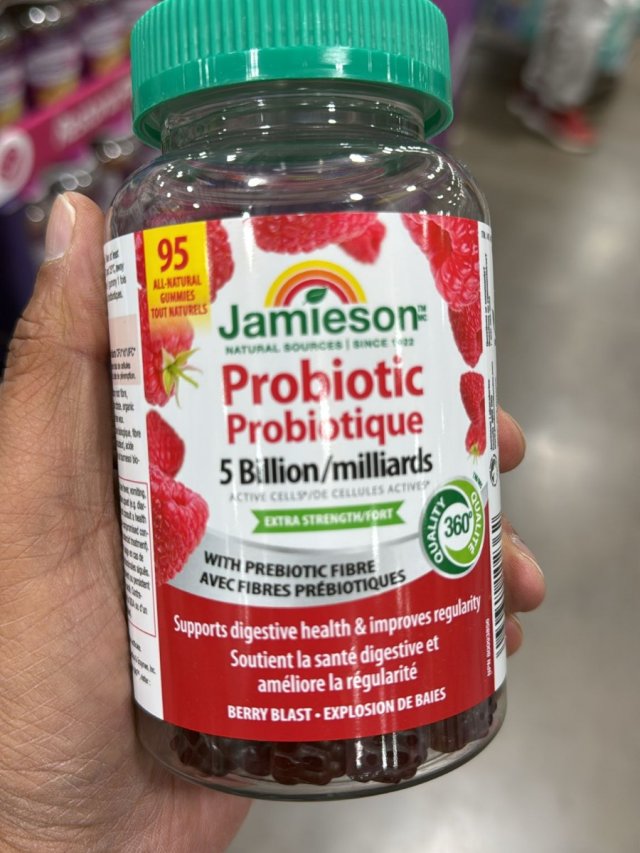 95
ALL-NATURAL
GUMMIES
TOUT NATURELS
Jamieson™
MC
NATURAL SOURCES | SINCE 1922
Probiotic
Probiotique
5 Billion/milliards
ACTIVE CELLS*/DE CELLULES ACTIVES*
EXTRA STRENGTH/FORT
QUALITY
360°
QUALITÉ
WITH PREBIOTIC FIBRE
AVEC FIBRES PRÉBIOTIQUES
Supports digestive health & improves regularity
Soutient la santé digestive et
améliore la régularité
BERRY BLAST • EXPLOSION DE BAIES